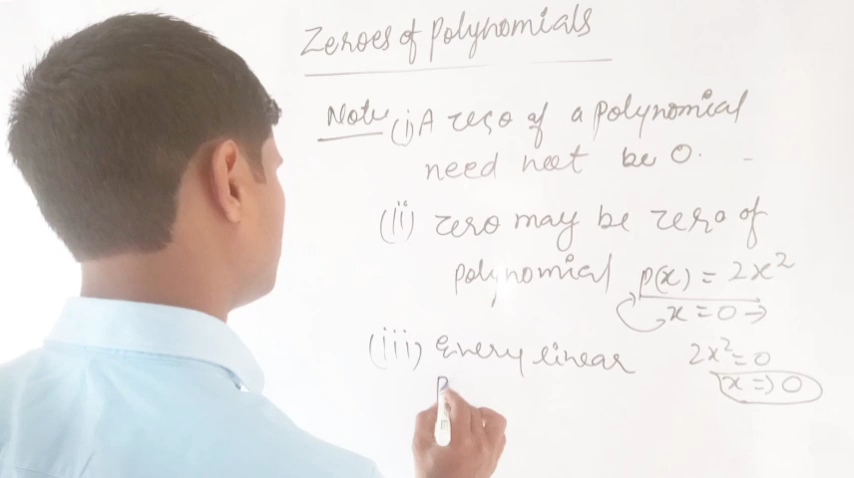 Zeroes of Polynomials
Note (i) A zero of a polynomial
need not be 0.
(ii) zero may be zero of
polynomial p(x) = 2x²
x = 0 →
(iii) Every linear
2x² = 0
x => 0
P